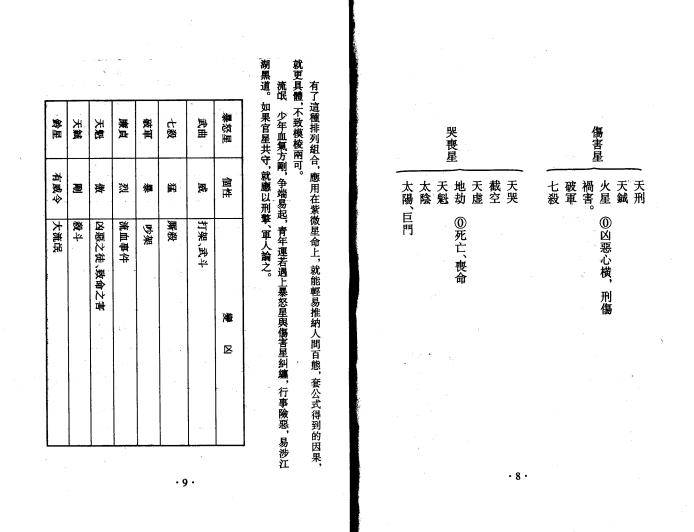 傷害星
天刑
天鉞
火星 ⓪凶惡心橫，刑傷
禍害。
破軍
七殺
哭喪星
天哭
截空
天虛
地劫 ⓪死亡、喪命
天魁
太陰
太陽、巨門
·8·
有了這種排列組合，應用在紫微星命上，就能輕易推納人間百態，套公式得到的因果，
就更具體，不致模棱兩可。
流氓 少年血氣方剛，爭端易起，青年運若遇上暴怒星與傷害星糾纏，行事險惡，易涉江
湖黑道。如果官星共守，就應以刑警、軍人論之。
暴怒星 個性 變凶
武曲 威 打架、武斗
七殺 猛 厮殺
破軍 暴 吵架
廉貞 烈 流血事件
天魁 傲 凶惡之徒、致命之害
天鉞 剛 殺斗
鈴星 有威令 大流氓
·9·